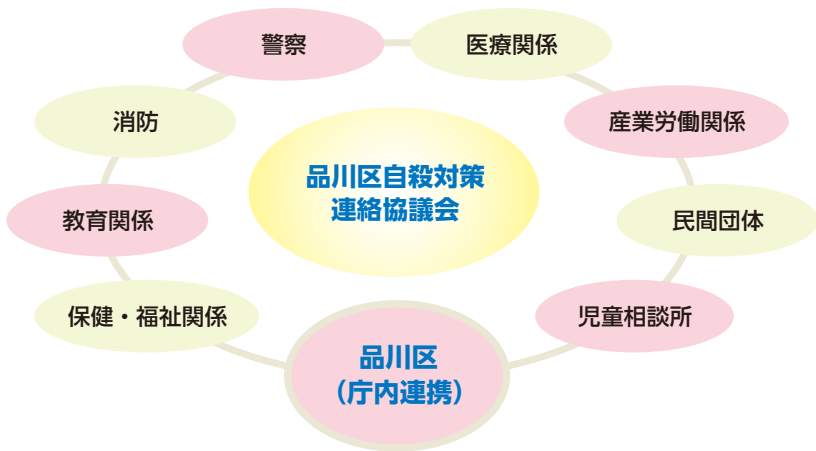 警察
医療関係
消防
産業労働関係
品川区自殺対策
連絡協議会
教育関係
民間団体
保健・福祉関係
児童相談所
品川区
（庁内連携）